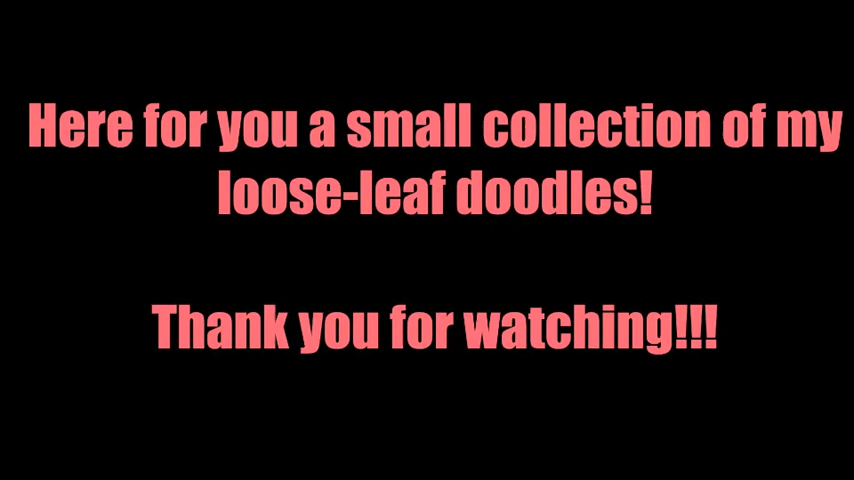 Here for you a small collection of my
loose-leaf doodles!
Thank you for watching!!!